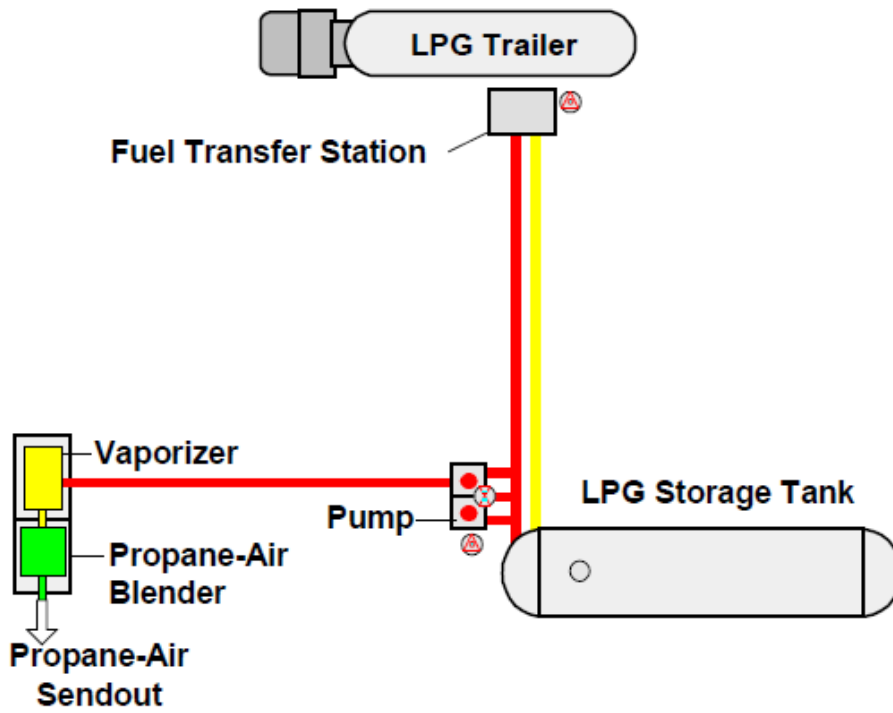 LPG Trailer
Fuel Transfer Station
Vaporizer
LPG Storage Tank
Pump
Propane-Air
Blender
Propane-Air
Sendout